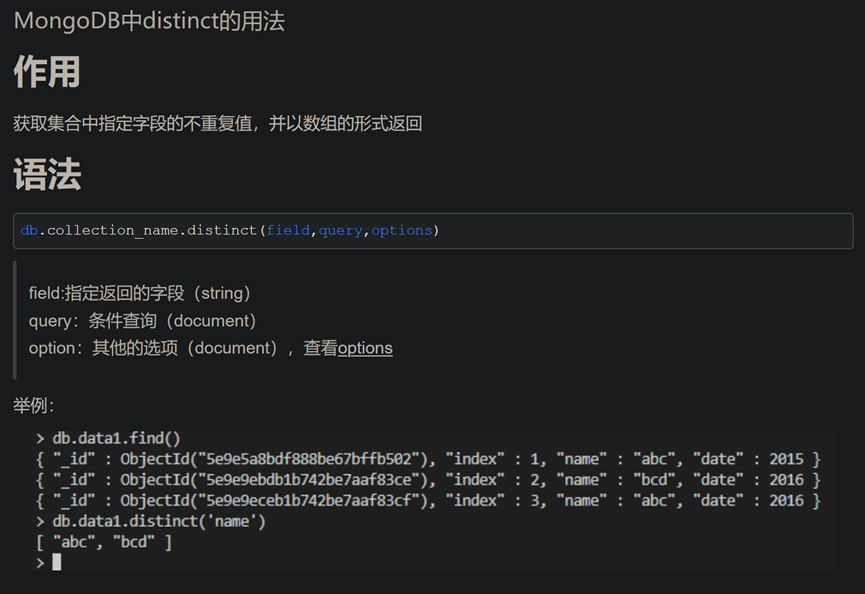 MongoDB中distinct的用法
作用
获取集合中指定字段的不重复值，并以数组的形式返回
语法
db.collection_name.distinct(field,query,options)
field:指定返回的字段（string）
query：条件查询（document）
option：其他的选项（document），查看options
举例：
> db.data1.find()
{ "_id" : ObjectId("5e9e5a8bdf888be67bffb502"), "index" : 1, "name" : "abc", "date" : 2015 }
{ "_id" : ObjectId("5e9e9ebdb1b742be7aaf83ce"), "index" : 2, "name" : "bcd", "date" : 2016 }
{ "_id" : ObjectId("5e9e9eceb1b742be7aaf83cf"), "index" : 3, "name" : "abc", "date" : 2016 }
> db.data1.distinct('name')
[ "abc", "bcd" ]
>